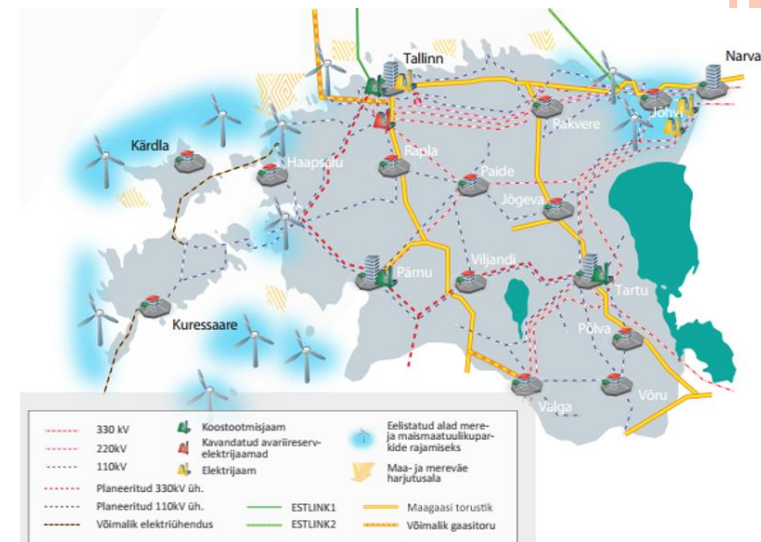 Tallinn
Narva
Jõhvi
Rakvere
Kärdla
Haapsalu
Rapla
Paide
Jõgeva
Pärnu
Viljandi
Tartu
Kuressaare
Põlva
Valga
Võru
330 kV
220kV
110kV
Planeeritud 330kV üh.
Planeeritud 110kV üh.
Võimalik elektriühendus
Koostootmisjaam
Kavandatud avariireserv-
elektrijaamad
Elektrijaam
ESTLINK1
ESTLINK2
Eelistatud alad mere-
ja maismaatuulikupar-
kide rajamiseks
Maa- ja mereväe
harjutusala
Maagaasi torustik
Võimalik gaasitoru